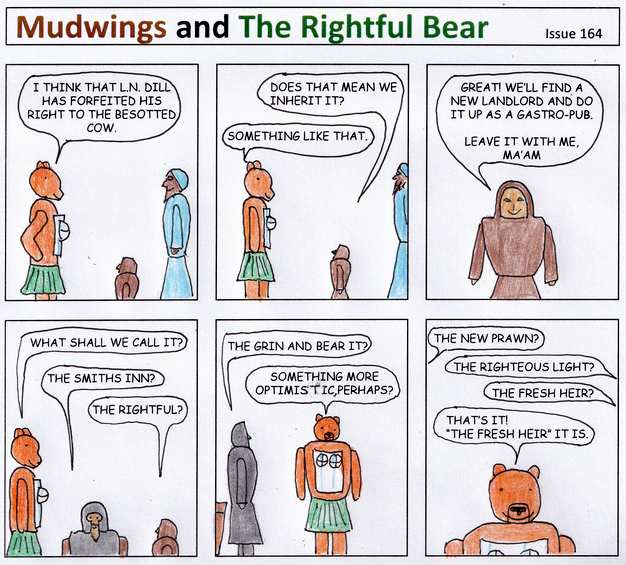 Mudwings and The Rightful Bear
Issue 164
I THINK THAT L.N. DILL
HAS FORFEITED HIS
RIGHT TO THE BESOTTED
COW.
DOES THAT MEAN WE
INHERIT IT?
SOMETHING LIKE THAT.
GREAT! WE'LL FIND A
NEW LANDLORD AND DO
IT UP AS A GASTRO-PUB.
LEAVE IT WITH ME,
MA'AM
WHAT SHALL WE CALL IT?
THE SMITHS INN?
THE RIGHTFUL?
THE GRIN AND BEAR IT?
SOMETHING MORE
OPTIMISTIC,PERHAPS?
THE NEW PRAWN?
THE RIGHTEOUS LIGHT?
THE FRESH HEIR?
THAT'S IT!
"THE FRESH HEIR" IT IS.